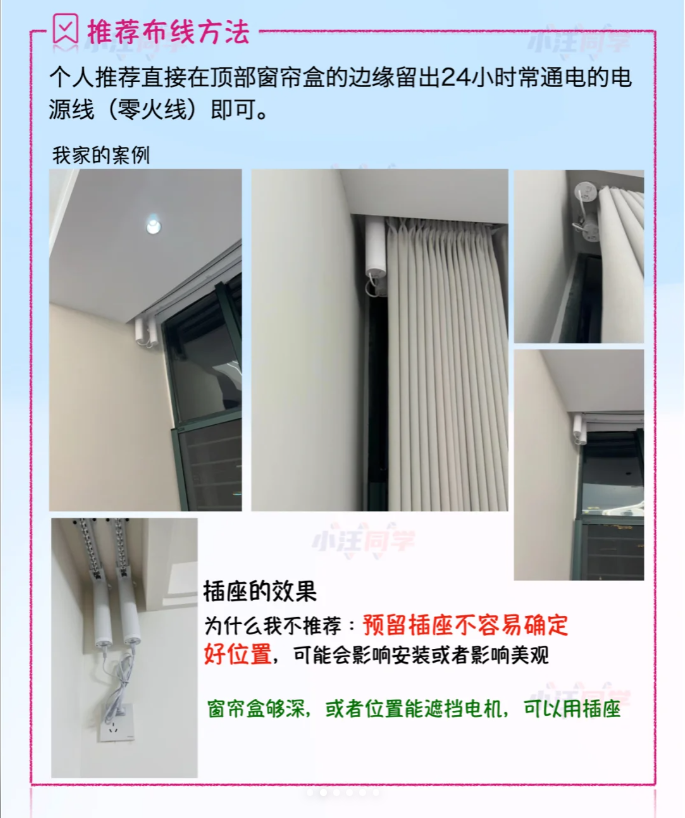 推荐布线方法
个人推荐直接在顶部窗帘盒的边缘留出24小时常通电的电
源线（零火线）即可。
我家的案例
小汪同学
插座的效果
为什么我不推荐：预留插座不容易确定
好位置，可能会影响安装或者影响美观
窗帘盒够深，或者位置能遮挡电机，可以用插座